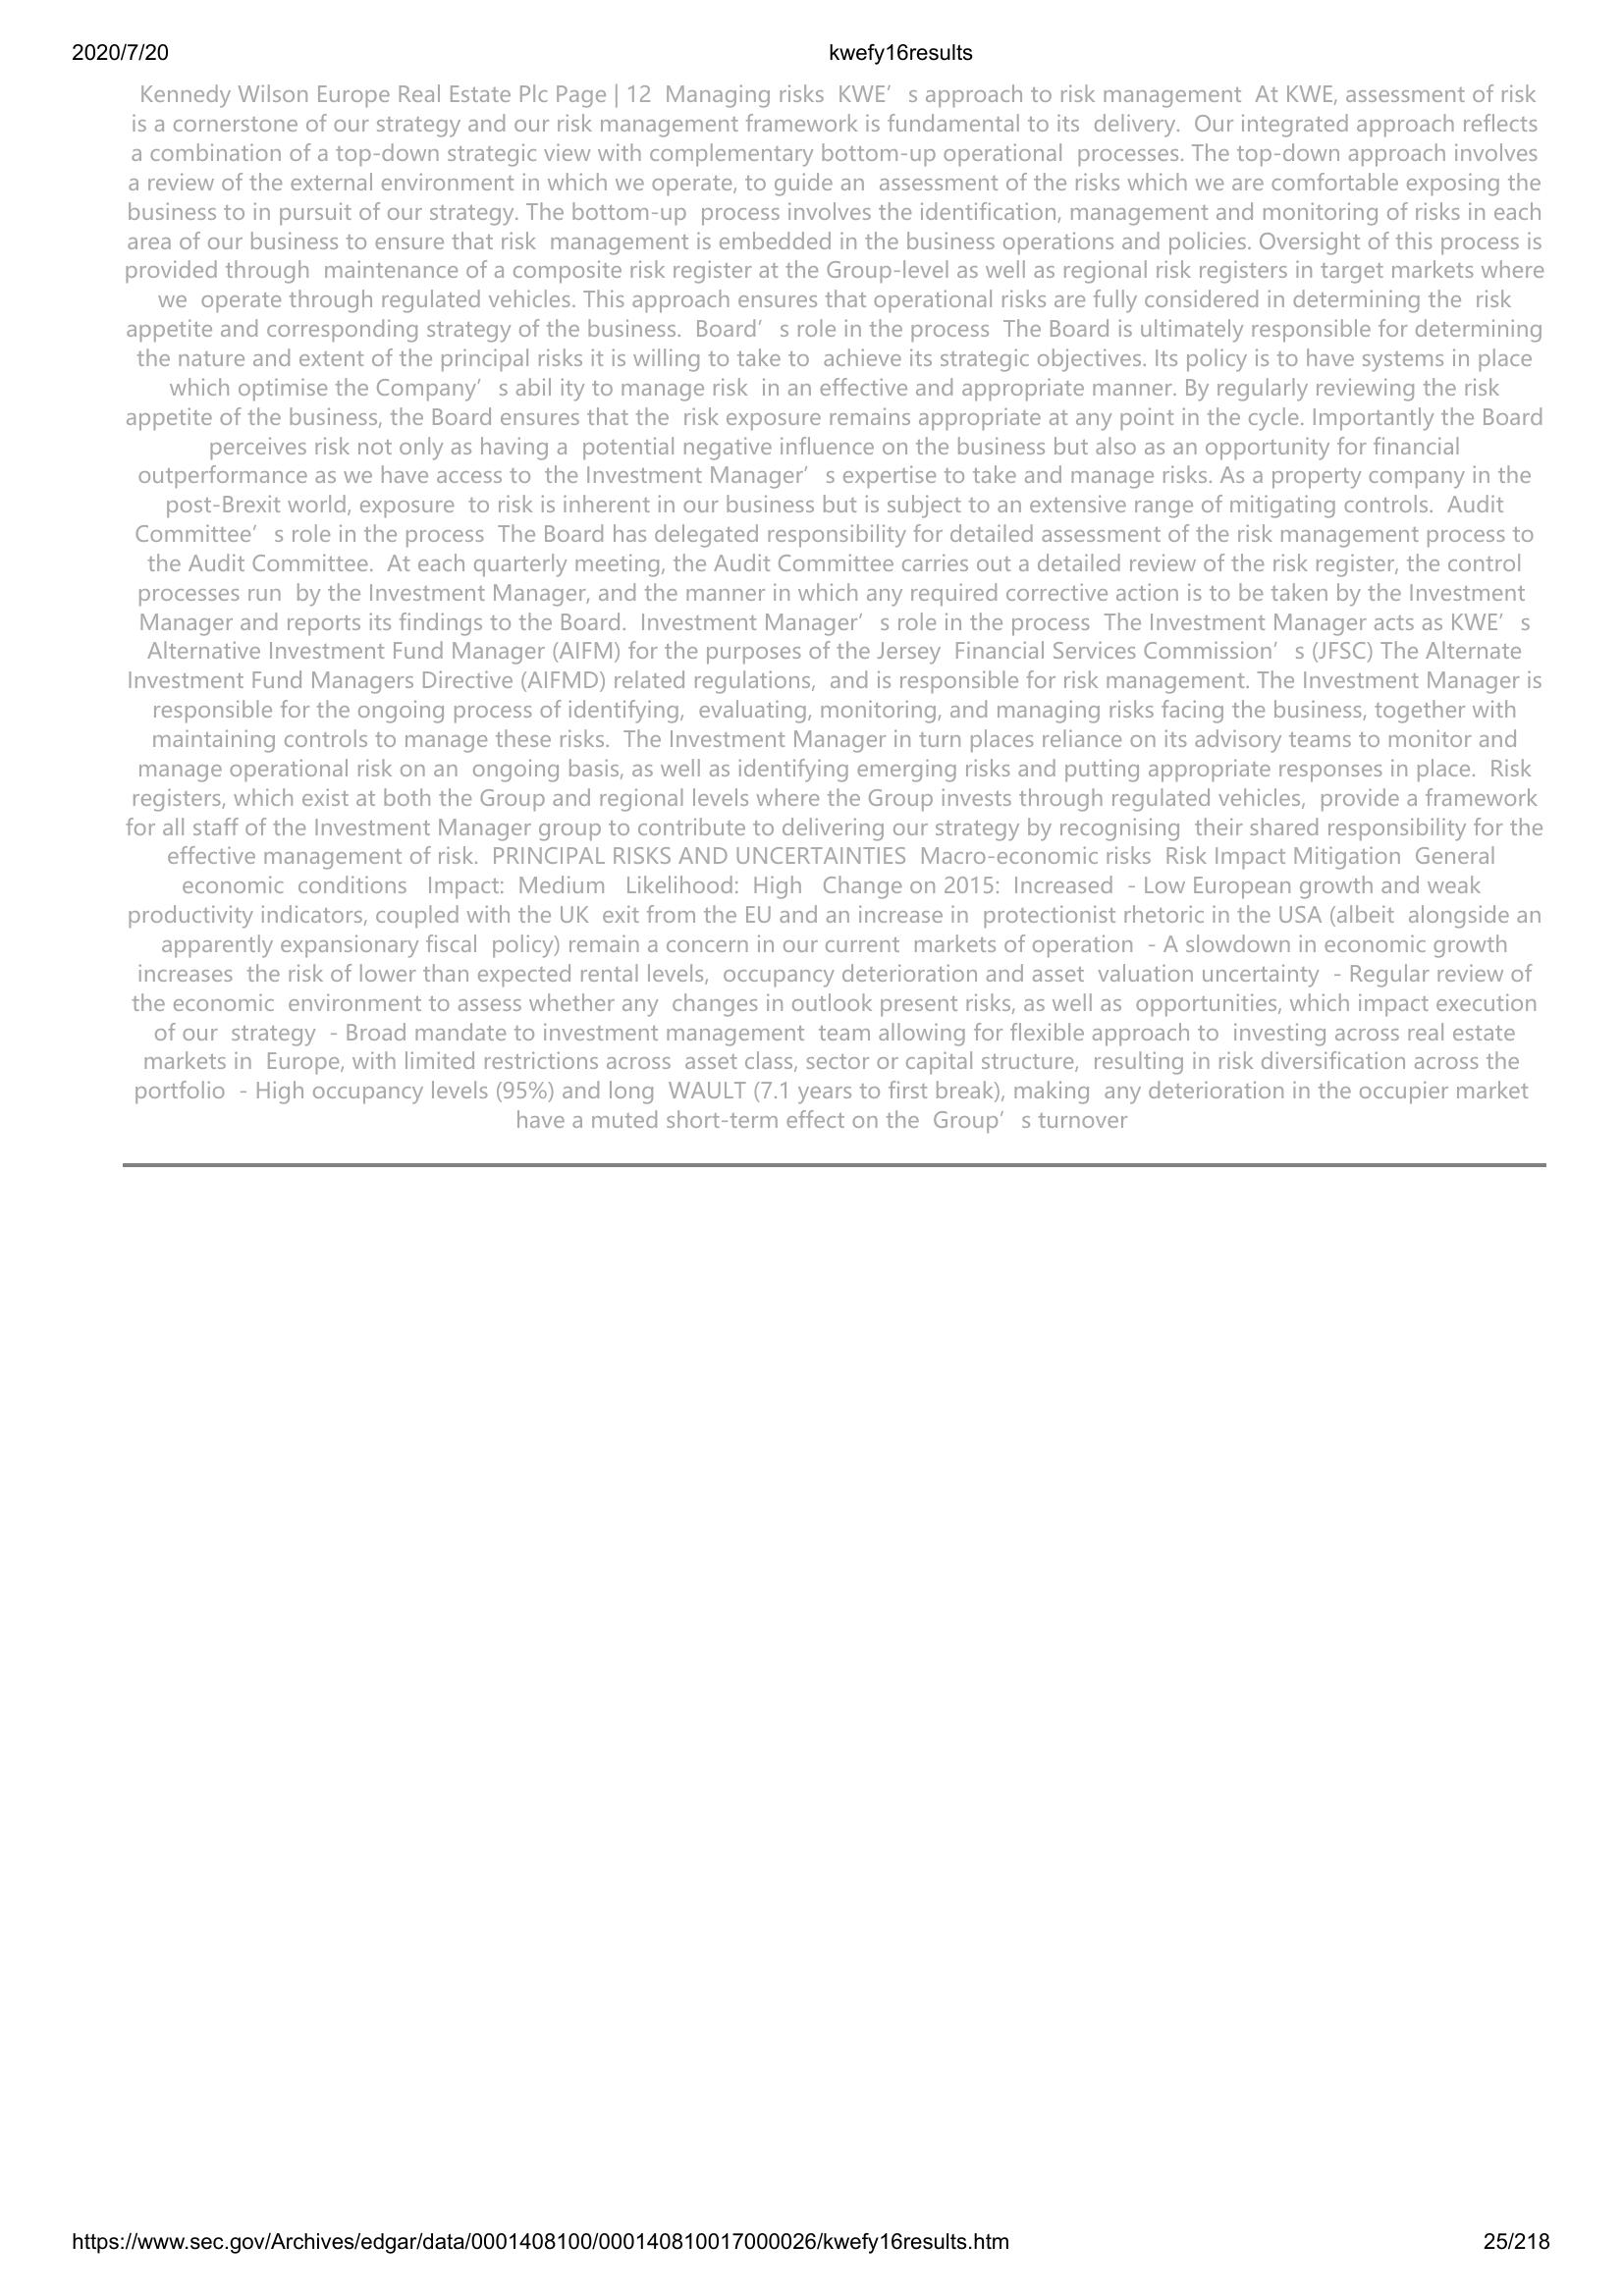 2020/7/20
kwefy16results
Kennedy Wilson Europe Real Estate Plc Page | 12 Managing risks KWE’ s approach to risk management At KWE, assessment of risk
is a cornerstone of our strategy and our risk management framework is fundamental to its delivery. Our integrated approach reflects
a combination of a top-down strategic view with complementary bottom-up operational processes. The top-down approach involves
a review of the external environment in which we operate, to guide an assessment of the risks which we are comfortable exposing the
business to in pursuit of our strategy. The bottom-up process involves the identification, management and monitoring of risks in each
area of our business to ensure that risk management is embedded in the business operations and policies. Oversight of this process is
provided through maintenance of a composite risk register at the Group-level as well as regional risk registers in target markets where
we operate through regulated vehicles. This approach ensures that operational risks are fully considered in determining the risk
appetite and corresponding strategy of the business. Board’ s role in the process The Board is ultimately responsible for determining
the nature and extent of the principal risks it is willing to take to achieve its strategic objectives. Its policy is to have systems in place
which optimise the Company’ s abil ity to manage risk in an effective and appropriate manner. By regularly reviewing the risk
appetite of the business, the Board ensures that the risk exposure remains appropriate at any point in the cycle. Importantly the Board
perceives risk not only as having a potential negative influence on the business but also as an opportunity for financial
outperformance as we have access to the Investment Manager’ s expertise to take and manage risks. As a property company in the
post-Brexit world, exposure to risk is inherent in our business but is subject to an extensive range of mitigating controls. Audit
Committee’ s role in the process The Board has delegated responsibility for detailed assessment of the risk management process to
the Audit Committee. At each quarterly meeting, the Audit Committee carries out a detailed review of the risk register, the control
processes run by the Investment Manager, and the manner in which any required corrective action is to be taken by the Investment
Manager and reports its findings to the Board. Investment Manager’ s role in the process The Investment Manager acts as KWE’ s
Alternative Investment Fund Manager (AIFM) for the purposes of the Jersey Financial Services Commission’ s (JFSC) The Alternate
Investment Fund Managers Directive (AIFMD) related regulations, and is responsible for risk management. The Investment Manager is
responsible for the ongoing process of identifying, evaluating, monitoring, and managing risks facing the business, together with
maintaining controls to manage these risks. The Investment Manager in turn places reliance on its advisory teams to monitor and
manage operational risk on an ongoing basis, as well as identifying emerging risks and putting appropriate responses in place. Risk
registers, which exist at both the Group and regional levels where the Group invests through regulated vehicles, provide a framework
for all staff of the Investment Manager group to contribute to delivering our strategy by recognising their shared responsibility for the
effective management of risk. PRINCIPAL RISKS AND UNCERTAINTIES Macro-economic risks Risk Impact Mitigation General
economic conditions Impact: Medium Likelihood: High Change on 2015: Increased - Low European growth and weak
productivity indicators, coupled with the UK exit from the EU and an increase in protectionist rhetoric in the USA (albeit alongside an
apparently expansionary fiscal policy) remain a concern in our current markets of operation - A slowdown in economic growth
increases the risk of lower than expected rental levels, occupancy deterioration and asset valuation uncertainty - Regular review of
the economic environment to assess whether any changes in outlook present risks, as well as opportunities, which impact execution
of our strategy - Broad mandate to investment management team allowing for flexible approach to investing across real estate
markets in Europe, with limited restrictions across asset class, sector or capital structure, resulting in risk diversification across the
portfolio - High occupancy levels (95%) and long WAULT (7.1 years to first break), making any deterioration in the occupier market
have a muted short-term effect on the Group’ s turnover
https://www.sec.gov/Archives/edgar/data/0001408100/000140810017000026/kwefy16results.htm
25/218